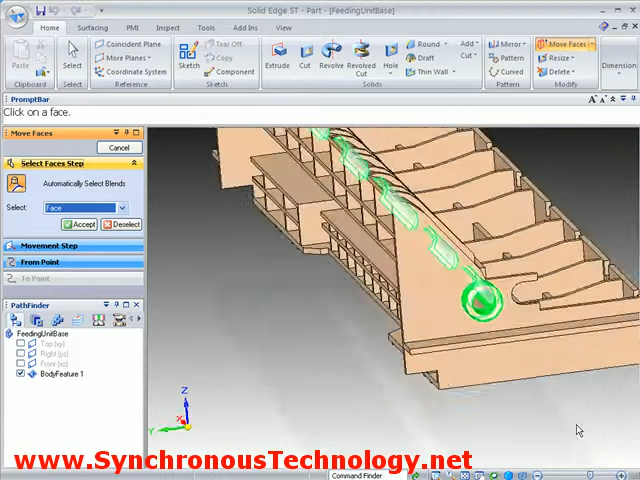 Solid Edge ST - Part - [FeedingUnitBase]
Home Surfacing PMI Inspect Tools View Add-Ins
Paste Select Coincident Plane Sketch Tear Off Extrude Cut Revolve Revolved Cut Hole Round Add Mirror Move Faces Dimension
More Planes Copy Draft Pattern Resize
Coordinate System Component Thin Wall Curved Delete
Clipboard Select Reference Sketch Solids Pattern Modify
PromptBar
Click on a face.
Move Faces
Cancel
Select Faces Step
Automatically Select Blends
Select: Face
Accept Deselect
Movement Step
From Point
To Point
PathFinder
FeedingUnitBase
Top (xy)
Right (yz)
Front (xz)
BodyFeature 1
Z
X
Y
www.SynchronousTechnology.net
Command Finder